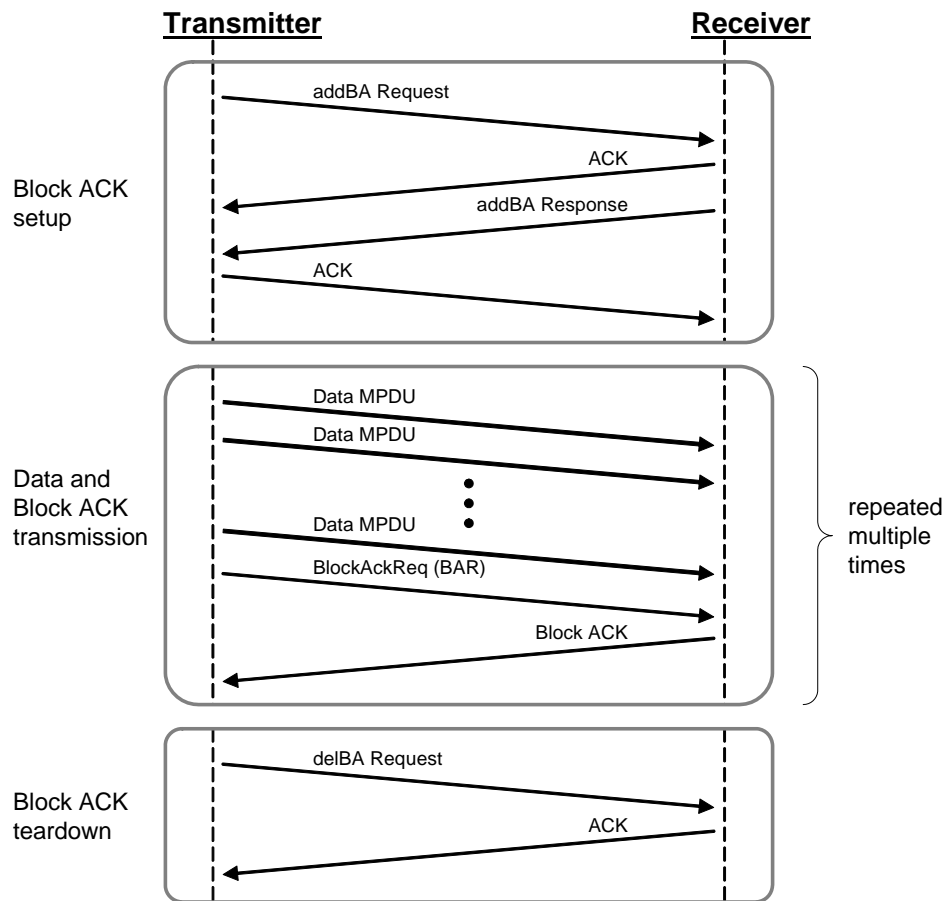 Transmitter
Receiver
addBA Request
ACK
Block ACK
setup
addBA Response
ACK
Data MPDU
Data MPDU
Data and
Block ACK
transmission
Data MPDU
BlockAckReq (BAR)
Block ACK
repeated
multiple
times
delBA Request
Block ACK
teardown
ACK